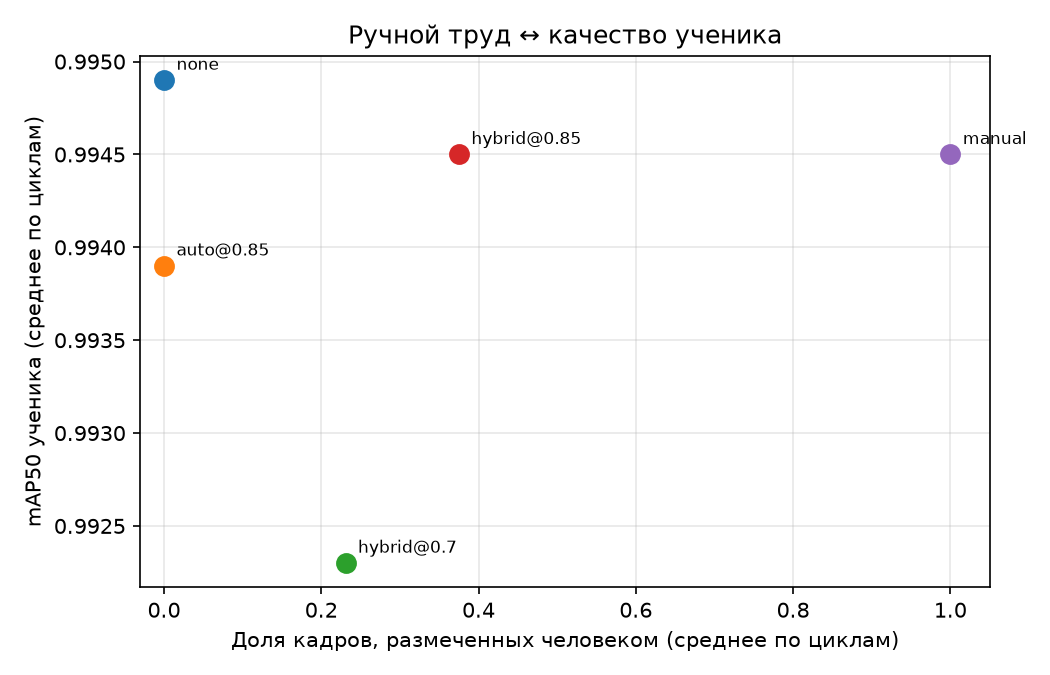 Ручной труд ↔ качество ученика
mAP50 ученика (среднее по циклам)
0.9950
0.9945
0.9940
0.9935
0.9930
0.9925
none
hybrid@0.85
manual
auto@0.85
hybrid@0.7
0.0 0.2 0.4 0.6 0.8 1.0
Доля кадров, размеченных человеком (среднее по циклам)